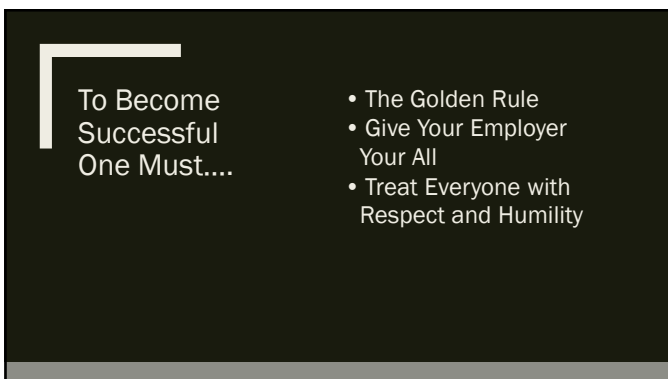 To Become
Successful
One Must....
• The Golden Rule
• Give Your Employer
Your All
• Treat Everyone with
Respect and Humility